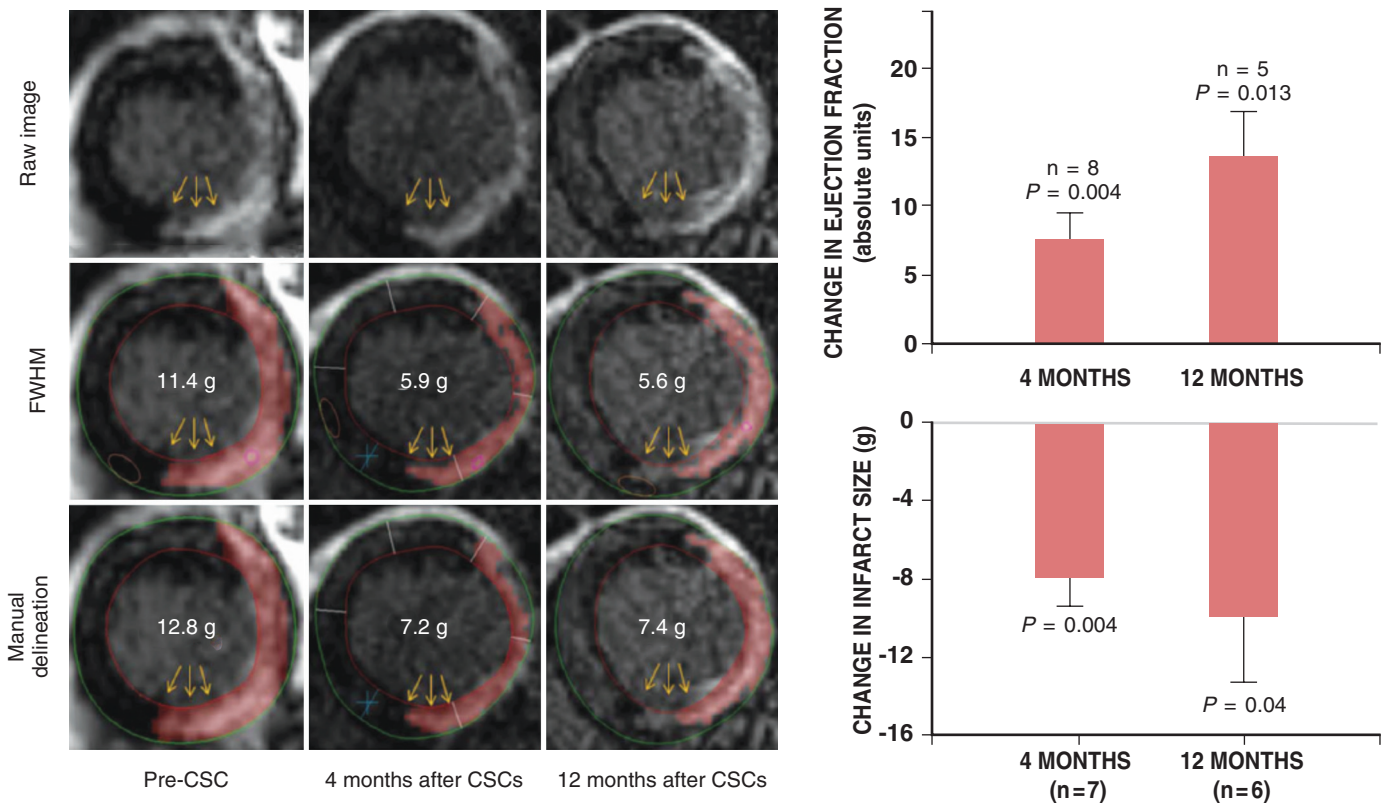 Raw image
FWHM
11.4 g
5.9 g
5.6 g
Manual
delineation
12.8 g
7.2 g
7.4 g
Pre-CSC
4 months after CSCs
12 months after CSCs
CHANGE IN EJECTION FRACTION
(absolute units)
20
15
10
5
0
n = 8
P = 0.004
n = 5
P = 0.013
4 MONTHS
12 MONTHS
CHANGE IN INFARCT SIZE (g)
0
-4
-8
-12
-16
P = 0.004
P = 0.04
4 MONTHS
(n=7)
12 MONTHS
(n=6)